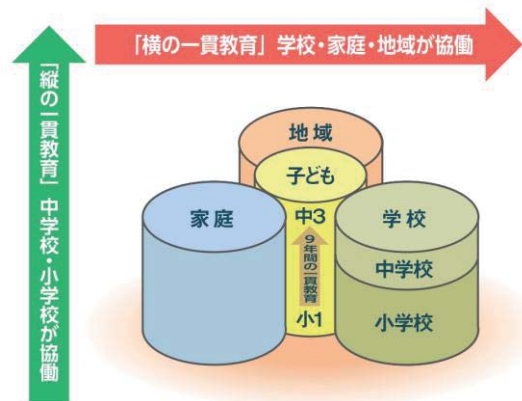 「横の一貫教育」学校・家庭・地域が協働
「縦の一貫教育」中学校・小学校が協働
地域
子ども
家庭
中3
学校
9年間の一貫教育
中学校
小1
小学校